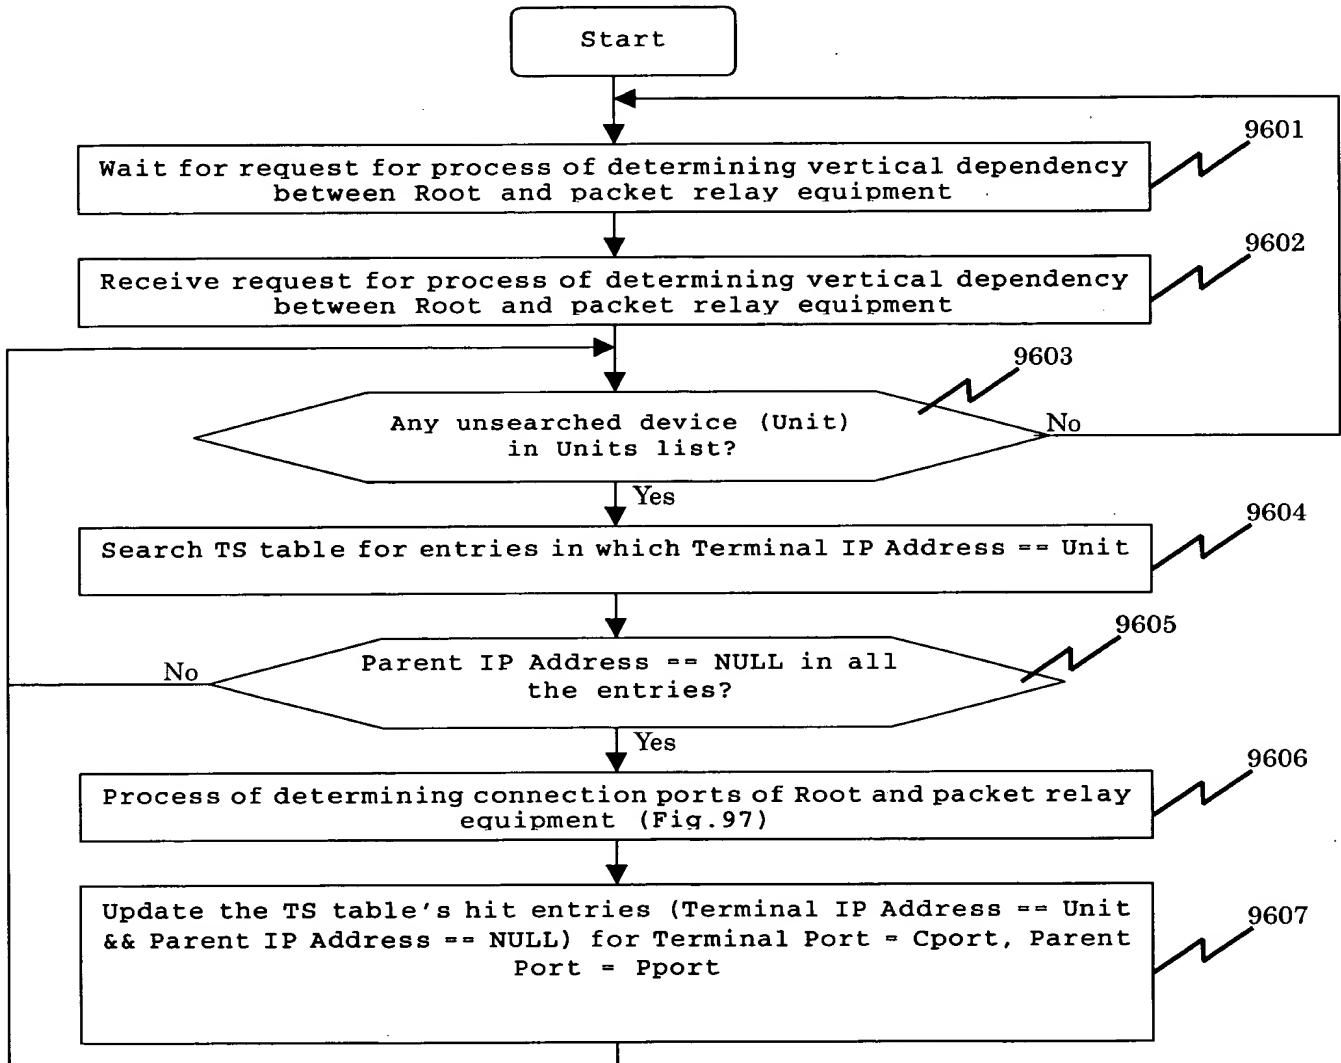 Start
9601
Wait for request for process of determining vertical dependency
between Root and packet relay equipment
9602
Receive request for process of determining vertical dependency
between Root and packet relay equipment
9603
Any unsearched device (Unit)
in Units list?
No
Yes
9604
Search TS table for entries in which Terminal IP Address == Unit
9605
Parent IP Address == NULL in all
the entries?
No
Yes
9606
Process of determining connection ports of Root and packet relay
equipment (Fig.97)
9607
Update the TS table's hit entries (Terminal IP Address == Unit
&& Parent IP Address == NULL) for Terminal Port = Cport, Parent
Port = Pport